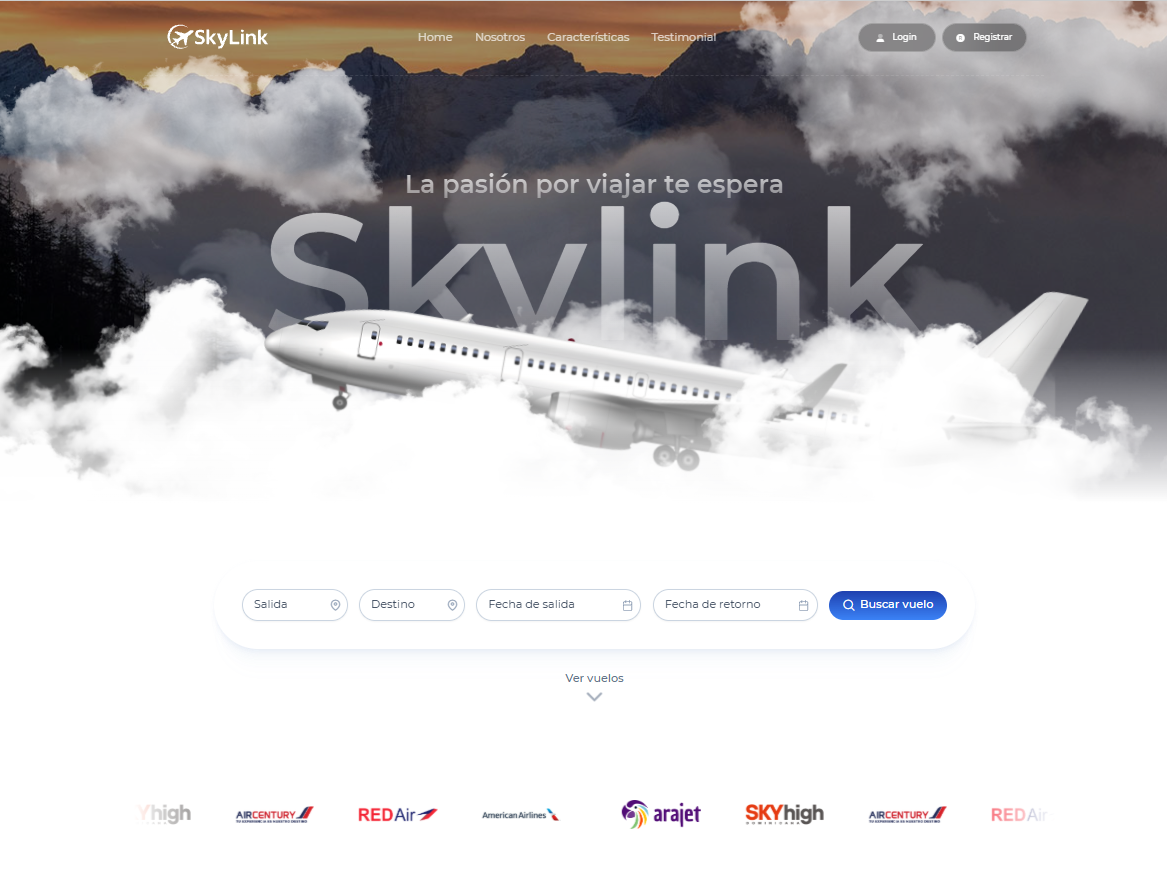 SkyLink
Home
Nosotros
Características
Testimonial
Login
Registrar
La pasión por viajar te espera
Skylink
Salida
Destino
Fecha de salida
Fecha de retorno
Buscar vuelo
Ver vuelos
Yhigh
AIRCENTURY
REDAir
American Airlines
arajet
SKYhigh
DOMINICANA
AIRCENTURY
REDAir